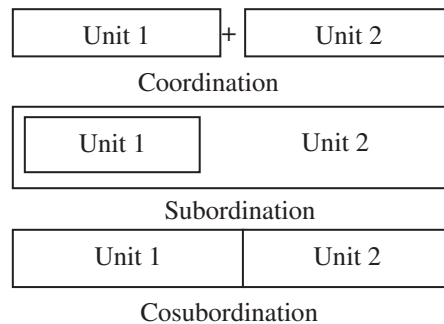 Unit 1 + Unit 2
Coordination
Unit 1 Unit 2
Subordination
Unit 1 Unit 2
Cosubordination